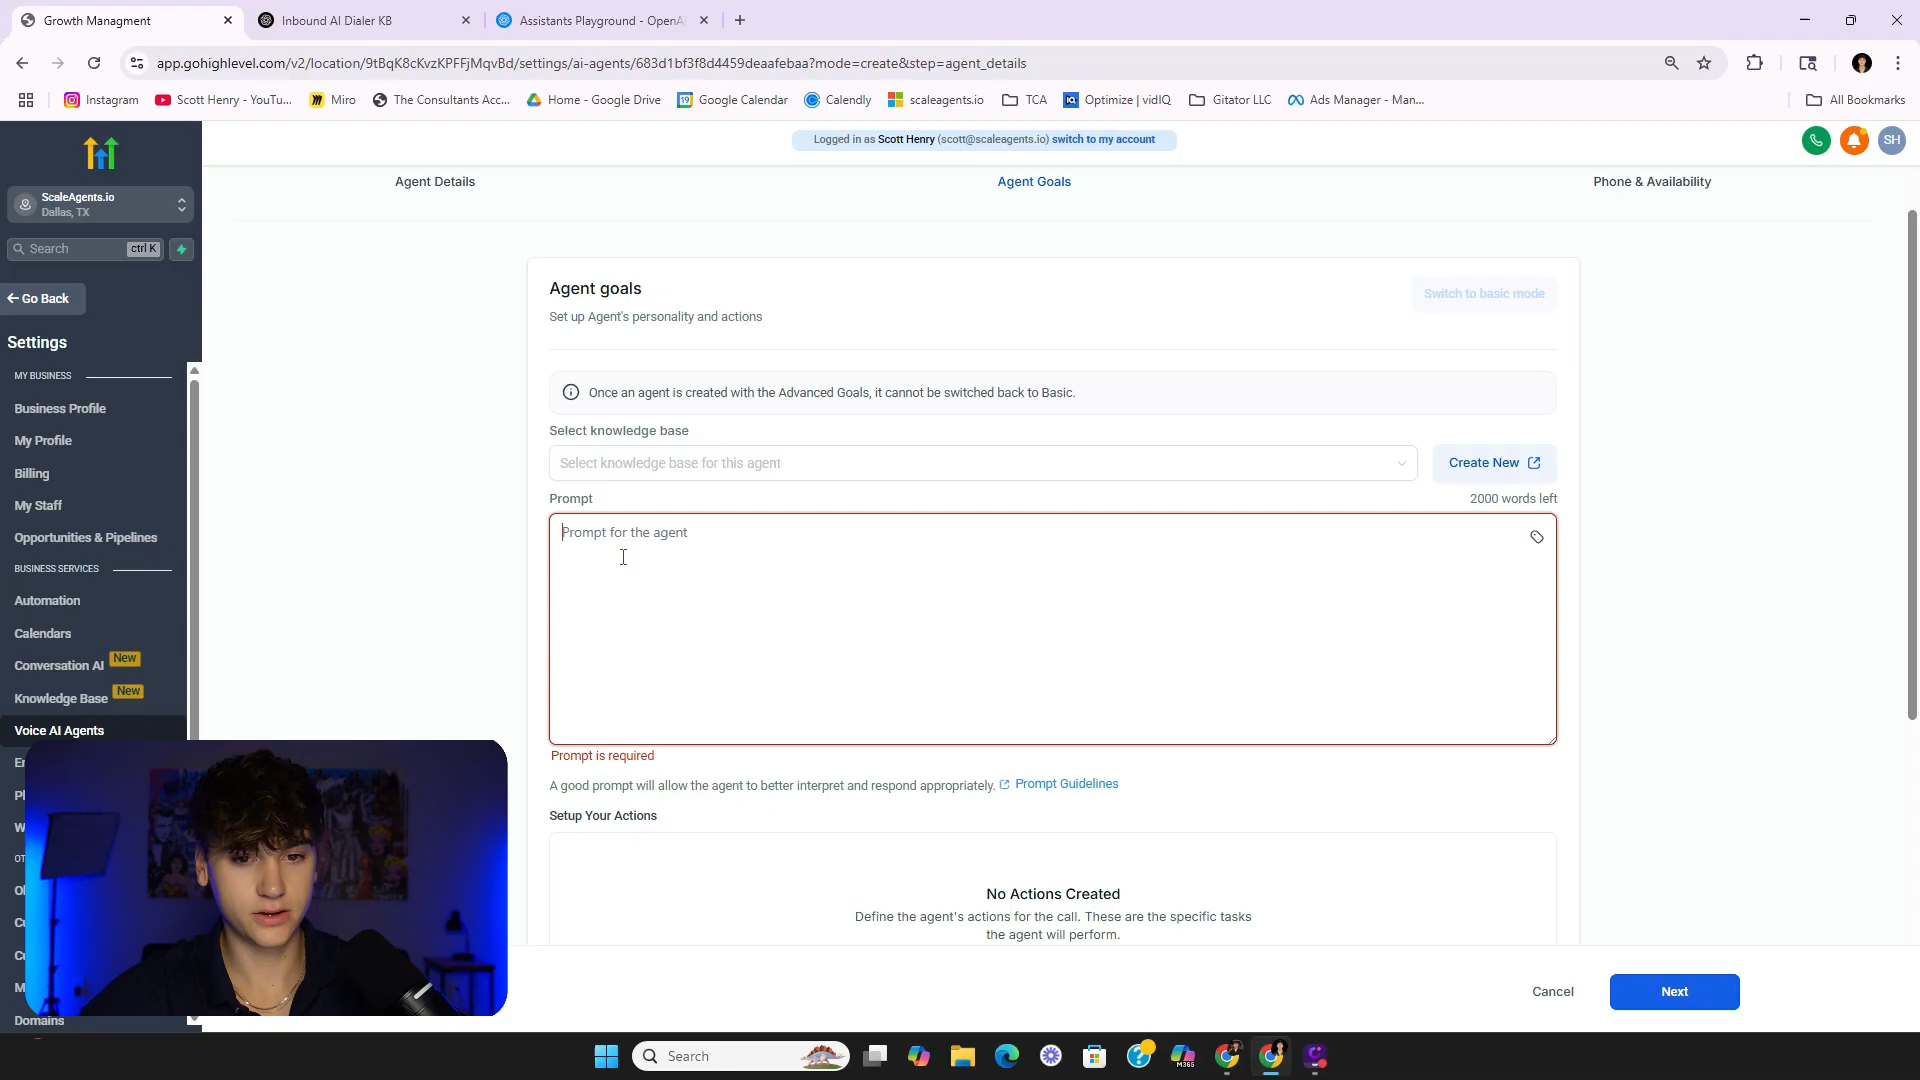 Growth Managment
Inbound AI Dialer KB
Assistants Playground - OpenA
app.gohighlevel.com/v2/location/9tBqK8cKvzKPFFjMqvBd/settings/ai-agents/683d1bf3f8d4459deaafebaa?mode=create&step=agent_details
Instagram
Scott Henry - YouTu...
Miro
The Consultants Acc...
Home - Google Drive
Google Calendar
Calendly
scaleagents.io
TCA
Optimize | vidIQ
Gitator LLC
Ads Manager - Man...
All Bookmarks
Logged in as Scott Henry (scott@scaleagents.io) switch to my account
SH
ScaleAgents.io
Dallas, TX
Search
ctrl K
Go Back
Settings
MY BUSINESS
Business Profile
My Profile
Billing
My Staff
Opportunities & Pipelines
BUSINESS SERVICES
Automation
Calendars
Conversation AI New
Knowledge Base New
Voice AI Agents
Domains
Agent Details
Agent Goals
Phone & Availability
Agent goals
Switch to basic mode
Set up Agent's personality and actions
Once an agent is created with the Advanced Goals, it cannot be switched back to Basic.
Select knowledge base
Select knowledge base for this agent
Create New
Prompt
2000 words left
Prompt for the agent
Prompt is required
A good prompt will allow the agent to better interpret and respond appropriately. Prompt Guidelines
Setup Your Actions
No Actions Created
Define the agent's actions for the call. These are the specific tasks
the agent will perform.
Cancel
Next
Search
M365